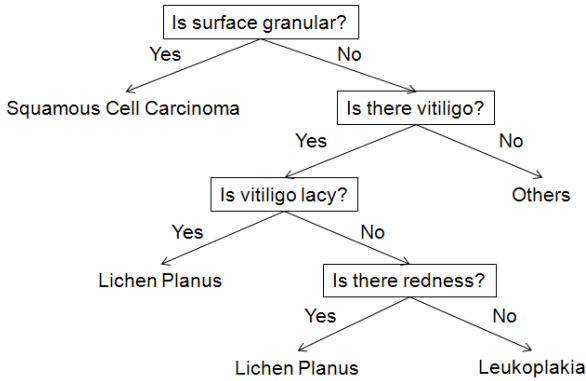 Is surface granular?
Yes
No
Squamous Cell Carcinoma
Is there vitiligo?
Yes
No
Is vitiligo lacy?
Others
Yes
No
Lichen Planus
Is there redness?
Yes
No
Lichen Planus
Leukoplakia